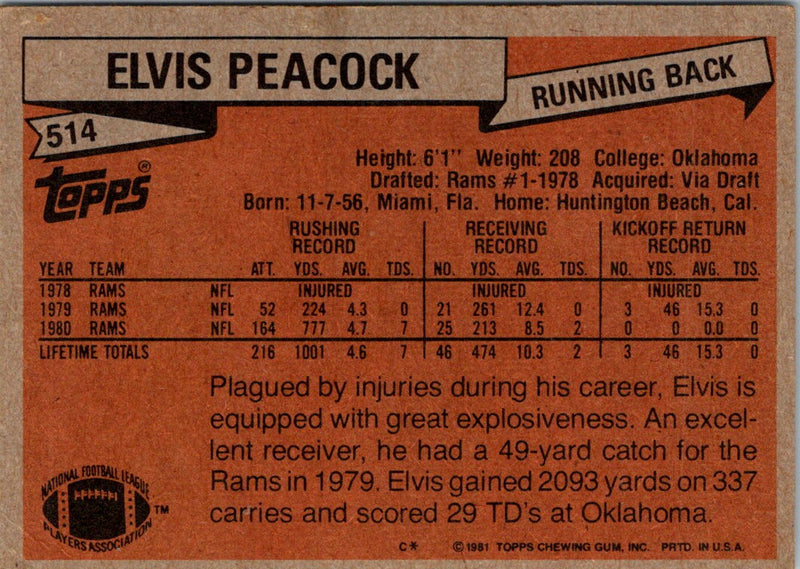 ELVIS PEACOCK
RUNNING BACK
514
topps®
Height: 6'1" Weight: 208 College: Oklahoma
Drafted: Rams #1-1978 Acquired: Via Draft
Born: 11-7-56, Miami, Fla. Home: Huntington Beach, Cal.
RUSHING RECORD RECEIVING RECORD KICKOFF RETURN RECORD
YEAR TEAM ATT. YDS. AVG. TDS. NO. YDS. AVG. TDS. NO. YDS. AVG. TDS.
1978 RAMS NFL INJURED INJURED INJURED
1979 RAMS NFL 52 224 4.3 0 21 261 12.4 0 3 46 15.3 0
1980 RAMS NFL 164 777 4.7 7 25 213 8.5 2 0 0 0.0 0
LIFETIME TOTALS 216 1001 4.6 7 46 474 10.3 2 3 46 15.3 0
Plagued by injuries during his career, Elvis is
equipped with great explosiveness. An excel-
lent receiver, he had a 49-yard catch for the
Rams in 1979. Elvis gained 2093 yards on 337
carries and scored 29 TD's at Oklahoma.
NATIONAL FOOTBALL LEAGUE
PLAYERS ASSOCIATION
TM
C* ©1981 TOPPS CHEWING GUM, INC. PRTD. IN U.S.A.